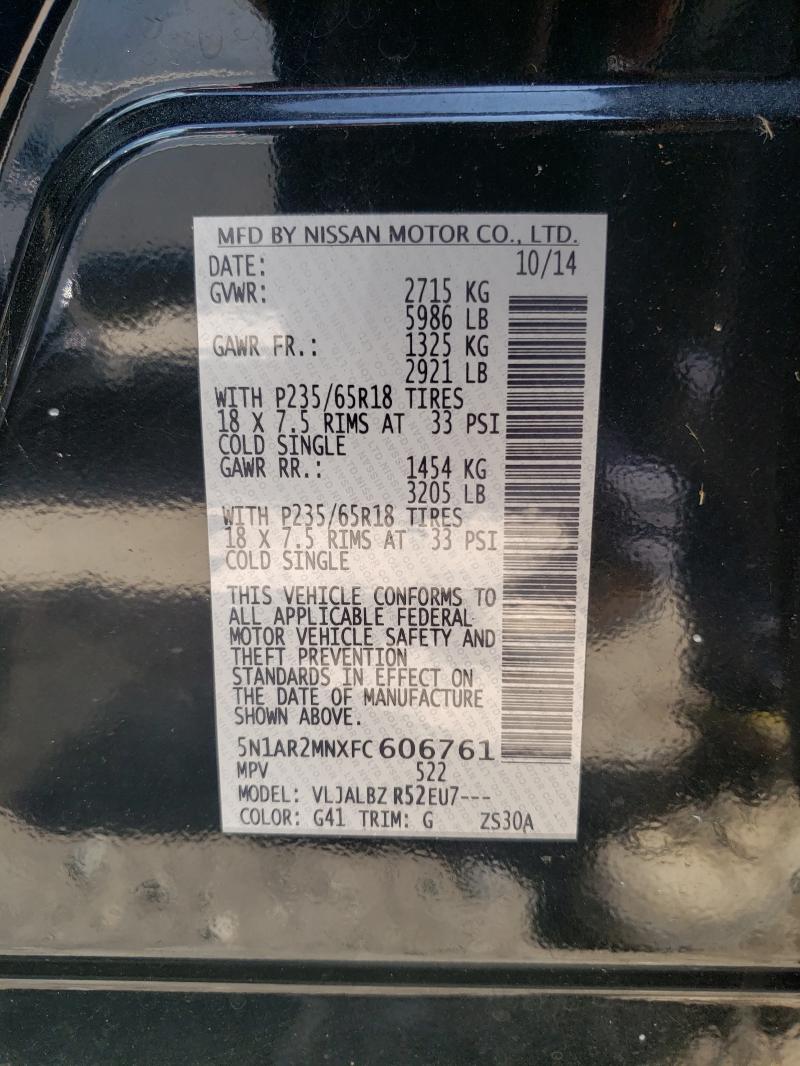 MFD BY NISSAN MOTOR CO., LTD.
DATE: 10/14
GVWR: 2715 KG
5986 LB
GAWR FR.: 1325 KG
2921 LB
WITH P235/65R18 TIRES
18 X 7.5 RIMS AT 33 PSI
COLD SINGLE
GAWR RR.: 1454 KG
3205 LB
WITH P235/65R18 TIRES
18 X 7.5 RIMS AT 33 PSI
COLD SINGLE
THIS VEHICLE CONFORMS TO
ALL APPLICABLE FEDERAL
MOTOR VEHICLE SAFETY AND
THEFT PREVENTION
STANDARDS IN EFFECT ON
THE DATE OF MANUFACTURE
SHOWN ABOVE.
5N1AR2MNXFC606761
MPV 522
MODEL: VLJALBZ R52EU7---
COLOR: G41 TRIM: G ZS30A